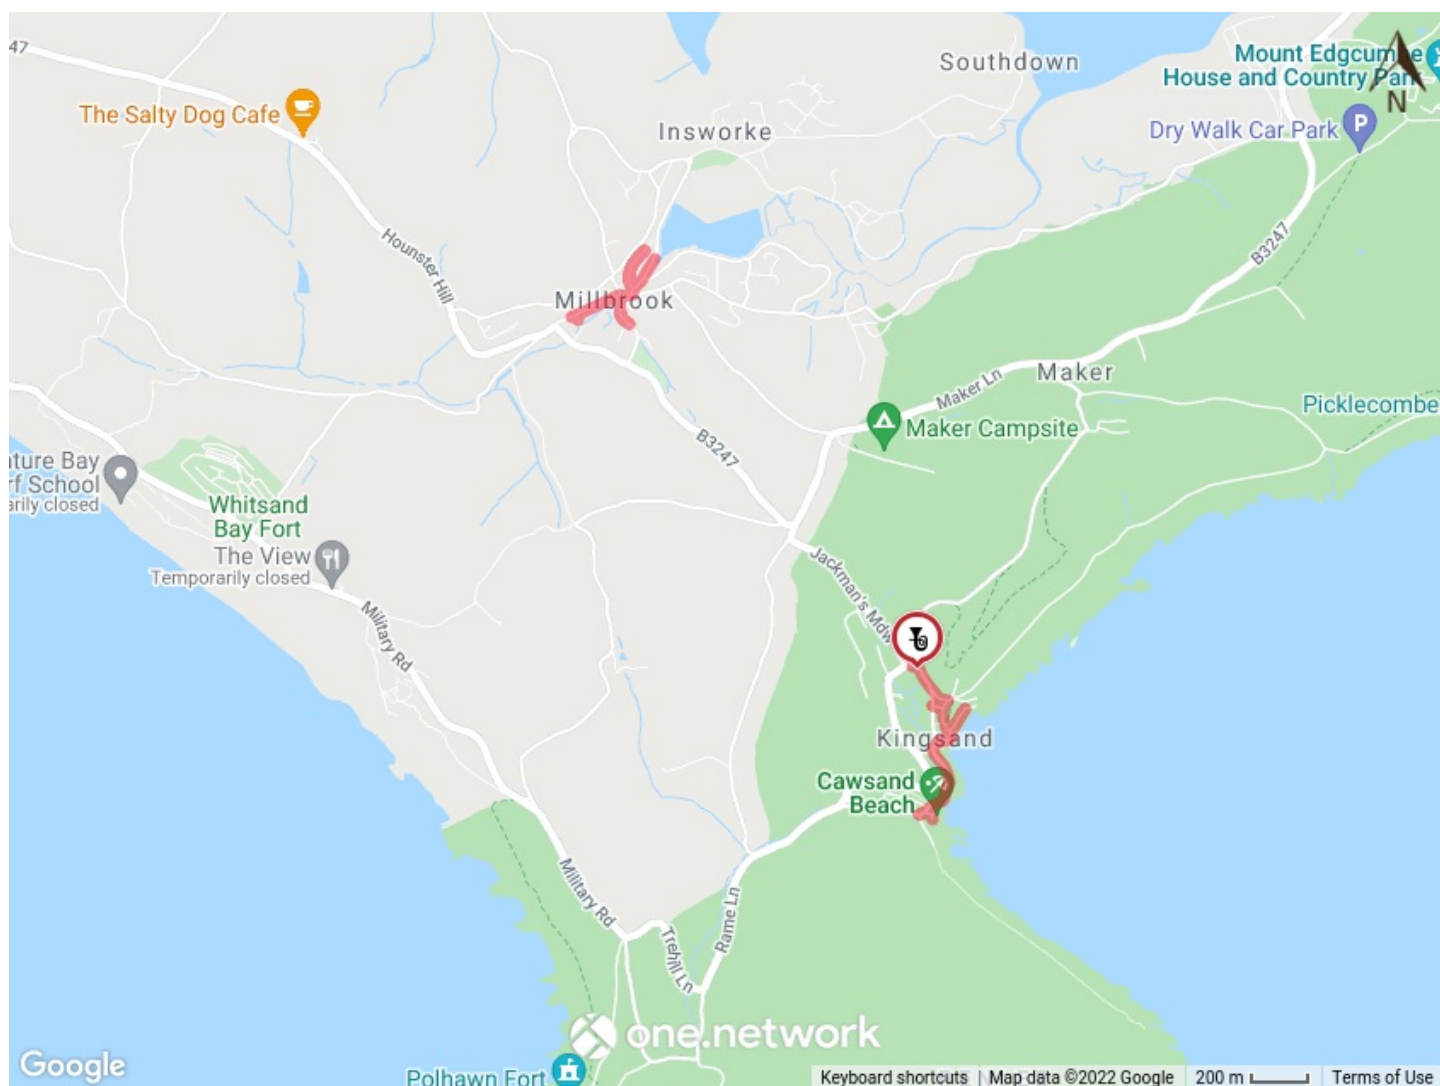 47
Southdown
Mount Edgcumbe
House and Country Park
N
The Salty Dog Cafe
Insworke
Dry Walk Car Park
P
Hounster Hill
B3247
Millbrook
Maker
Maker Ln
Picklecombe
Maker Campsite
B3247
ature Bay
rf School
arily closed
Whitsand
Bay Fort
The View
Temporarily closed
Jackman's Mdw
Military Rd
Kingsand
Cawsand
Beach
Military Rd
Rame Ln
Trehill Ln
one.network
Google
Polhawn Fort
Keyboard shortcuts
Map data ©2022 Google
200 m
Terms of Use